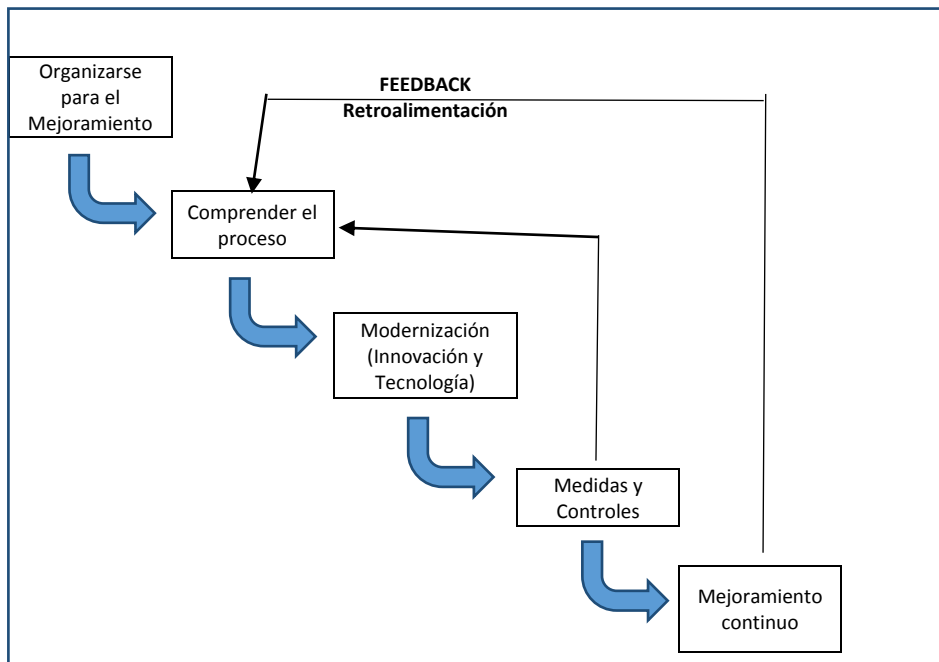 Organizarse
para el
Mejoramiento
FEEDBACK
Retroalimentación
Comprender el
proceso
Modernización
(Innovación y
Tecnología)
Medidas y
Controles
Mejoramiento
continuo